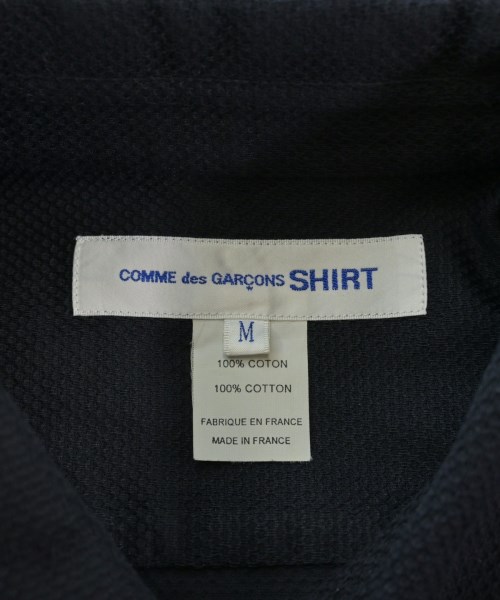 COMME des GARÇONS SHIRT
M
100% COTON
100% COTTON
FABRIQUE EN FRANCE
MADE IN FRANCE